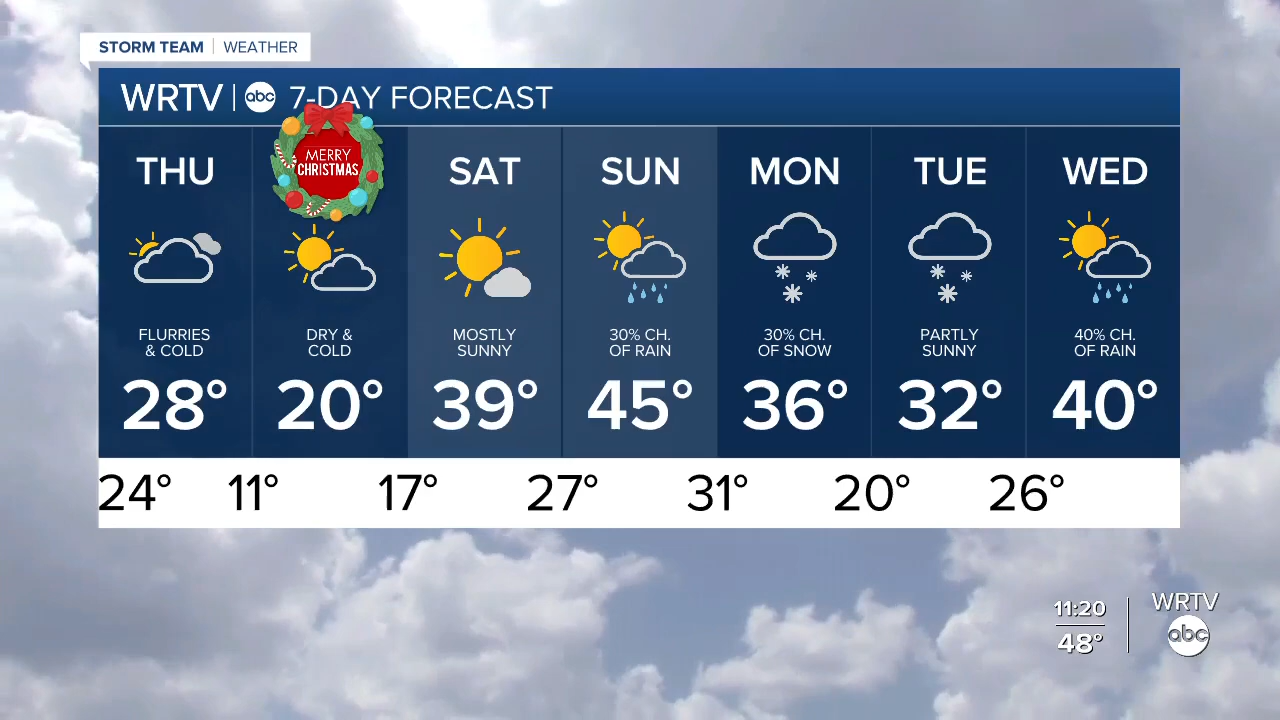 STORM TEAM | WEATHER
WRTV | abc 7-DAY FORECAST
THU
MERRY
CHRISTMAS
SAT
SUN
MON
TUE
WED
FLURRIES
& COLD
DRY &
COLD
MOSTLY
SUNNY
30% CH.
OF RAIN
30% CH.
OF SNOW
PARTLY
SUNNY
40% CH.
OF RAIN
28° 20° 39° 45° 36° 32° 40°
24° 11° 17° 27° 31° 20° 26°
11:20
48°
WRTV
abc